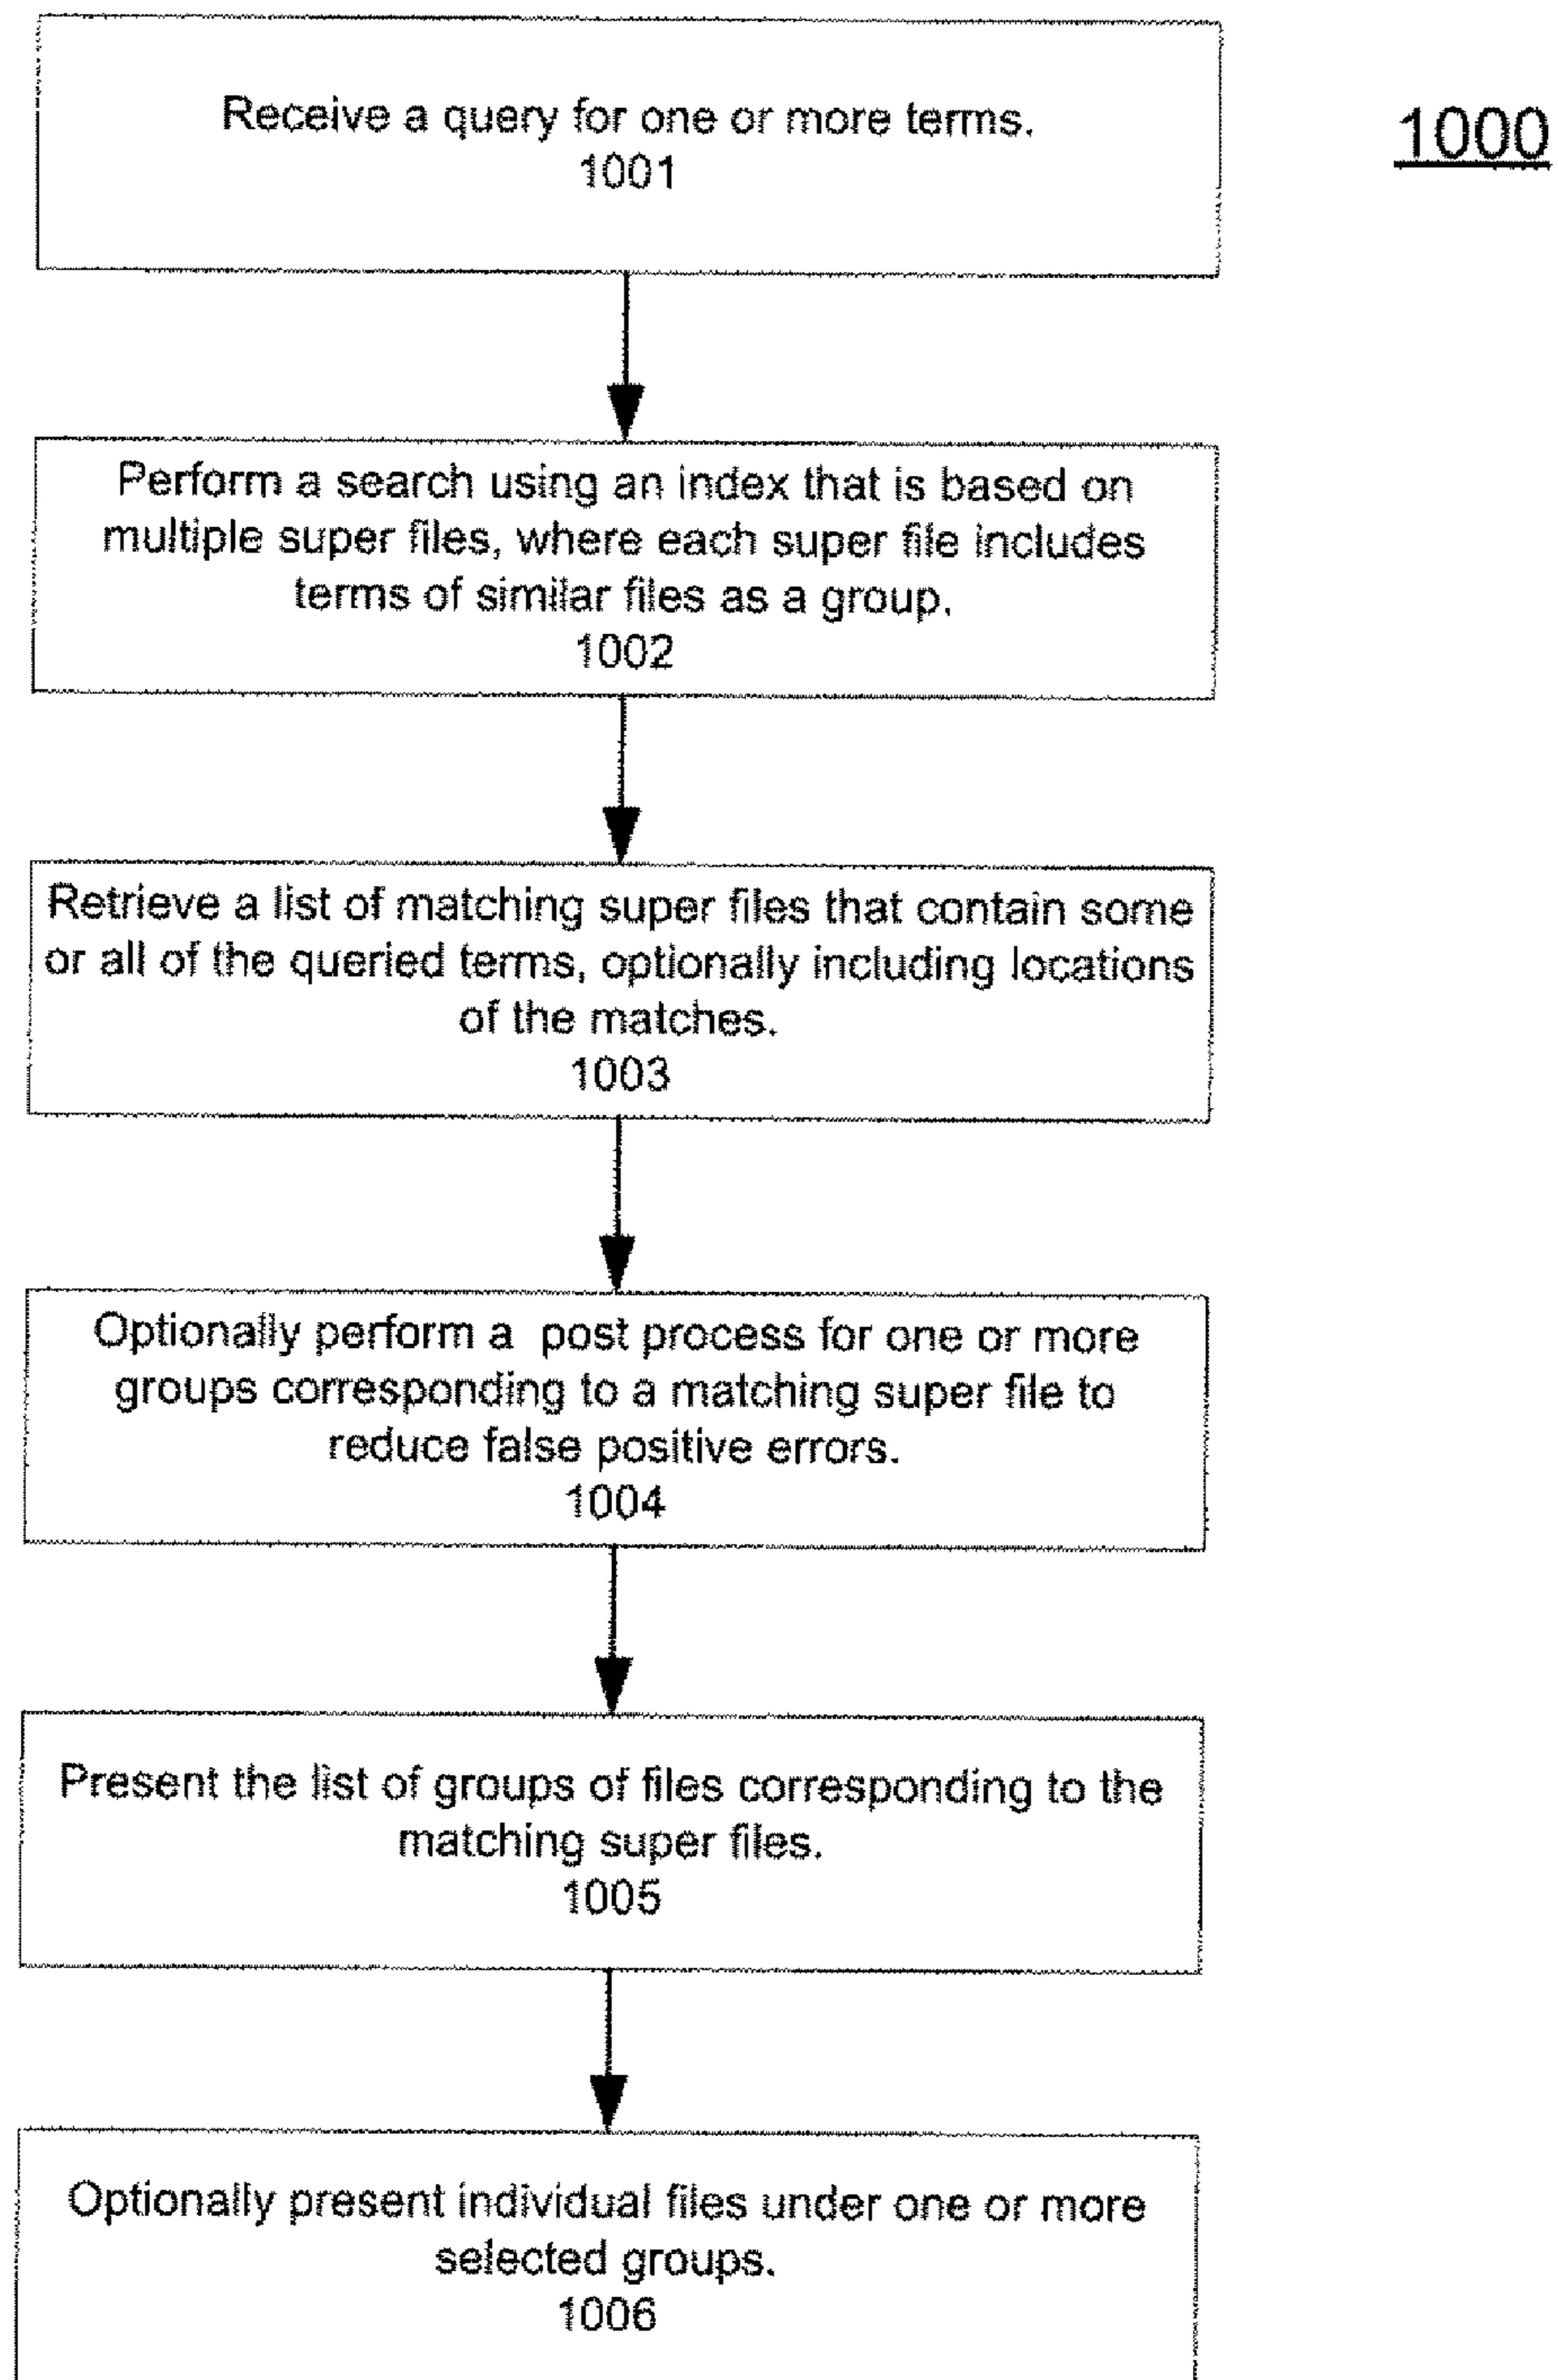 Receive a query for one or more terms.
1001
1000
Perform a search using an index that is based on
multiple super files, where each super file includes
terms of similar files as a group.
1002
Retrieve a list of matching super files that contain some
or all of the queried terms, optionally including locations
of the matches.
1003
Optionally perform a post process for one or more
groups corresponding to a matching super file to
reduce false positive errors.
1004
Present the list of groups of files corresponding to the
matching super files.
1005
Optionally present individual files under one or more
selected groups.
1006